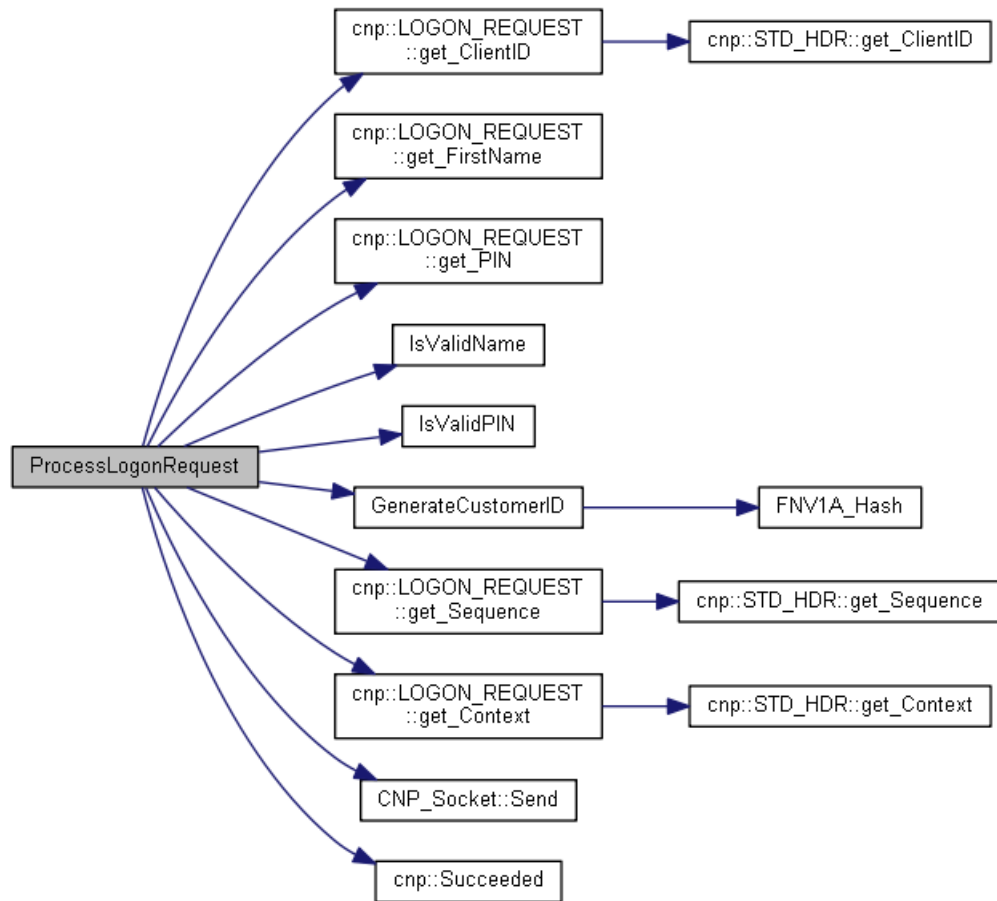 cnp::LOGON_REQUEST
::get_ClientID
cnp::STD_HDR::get_ClientID
cnp::LOGON_REQUEST
::get_FirstName
cnp::LOGON_REQUEST
::get_PIN
IsValidName
IsValidPIN
ProcessLogonRequest
GenerateCustomerID
FNV1A_Hash
cnp::LOGON_REQUEST
::get_Sequence
cnp::STD_HDR::get_Sequence
cnp::LOGON_REQUEST
::get_Context
cnp::STD_HDR::get_Context
CNP_Socket::Send
cnp::Succeeded